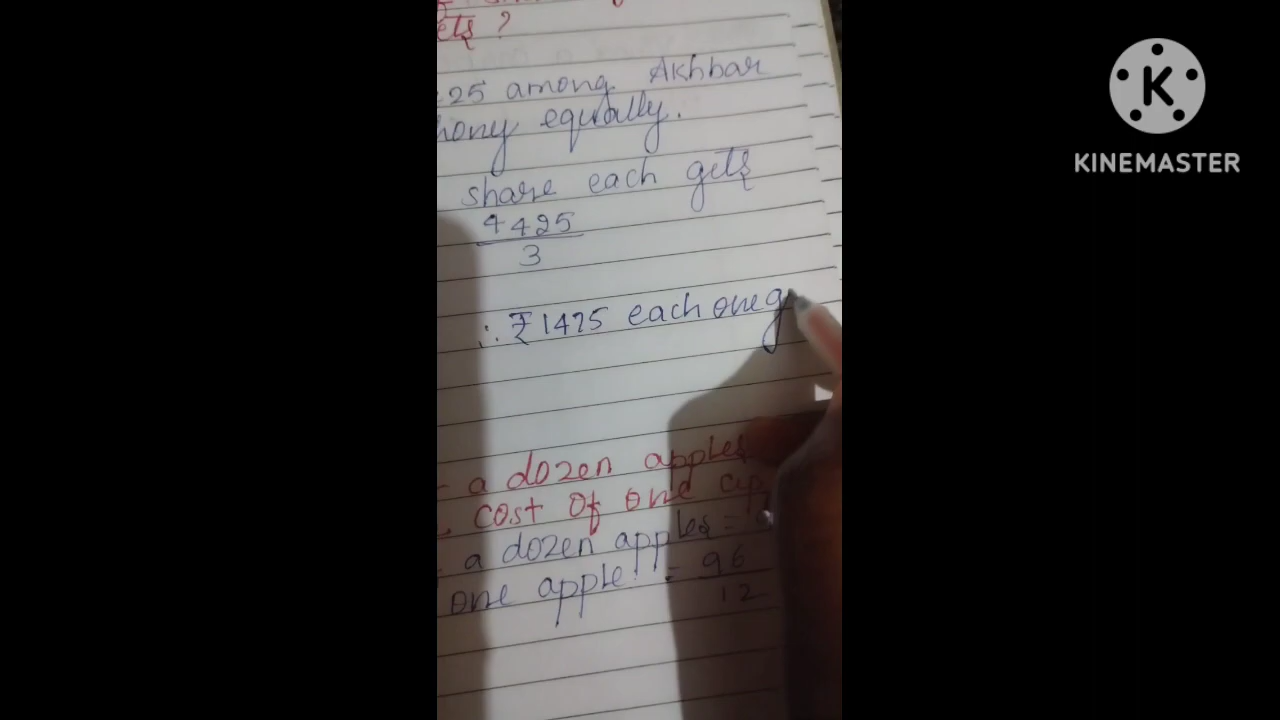 ets ?
25 among Akhbar
hony equally.
share each gets
4425
3
∴ ₹1475 each one g
a dozen apples
cost of one ap
a dozen apples =
one apple = 96
12
K
KINEMASTER